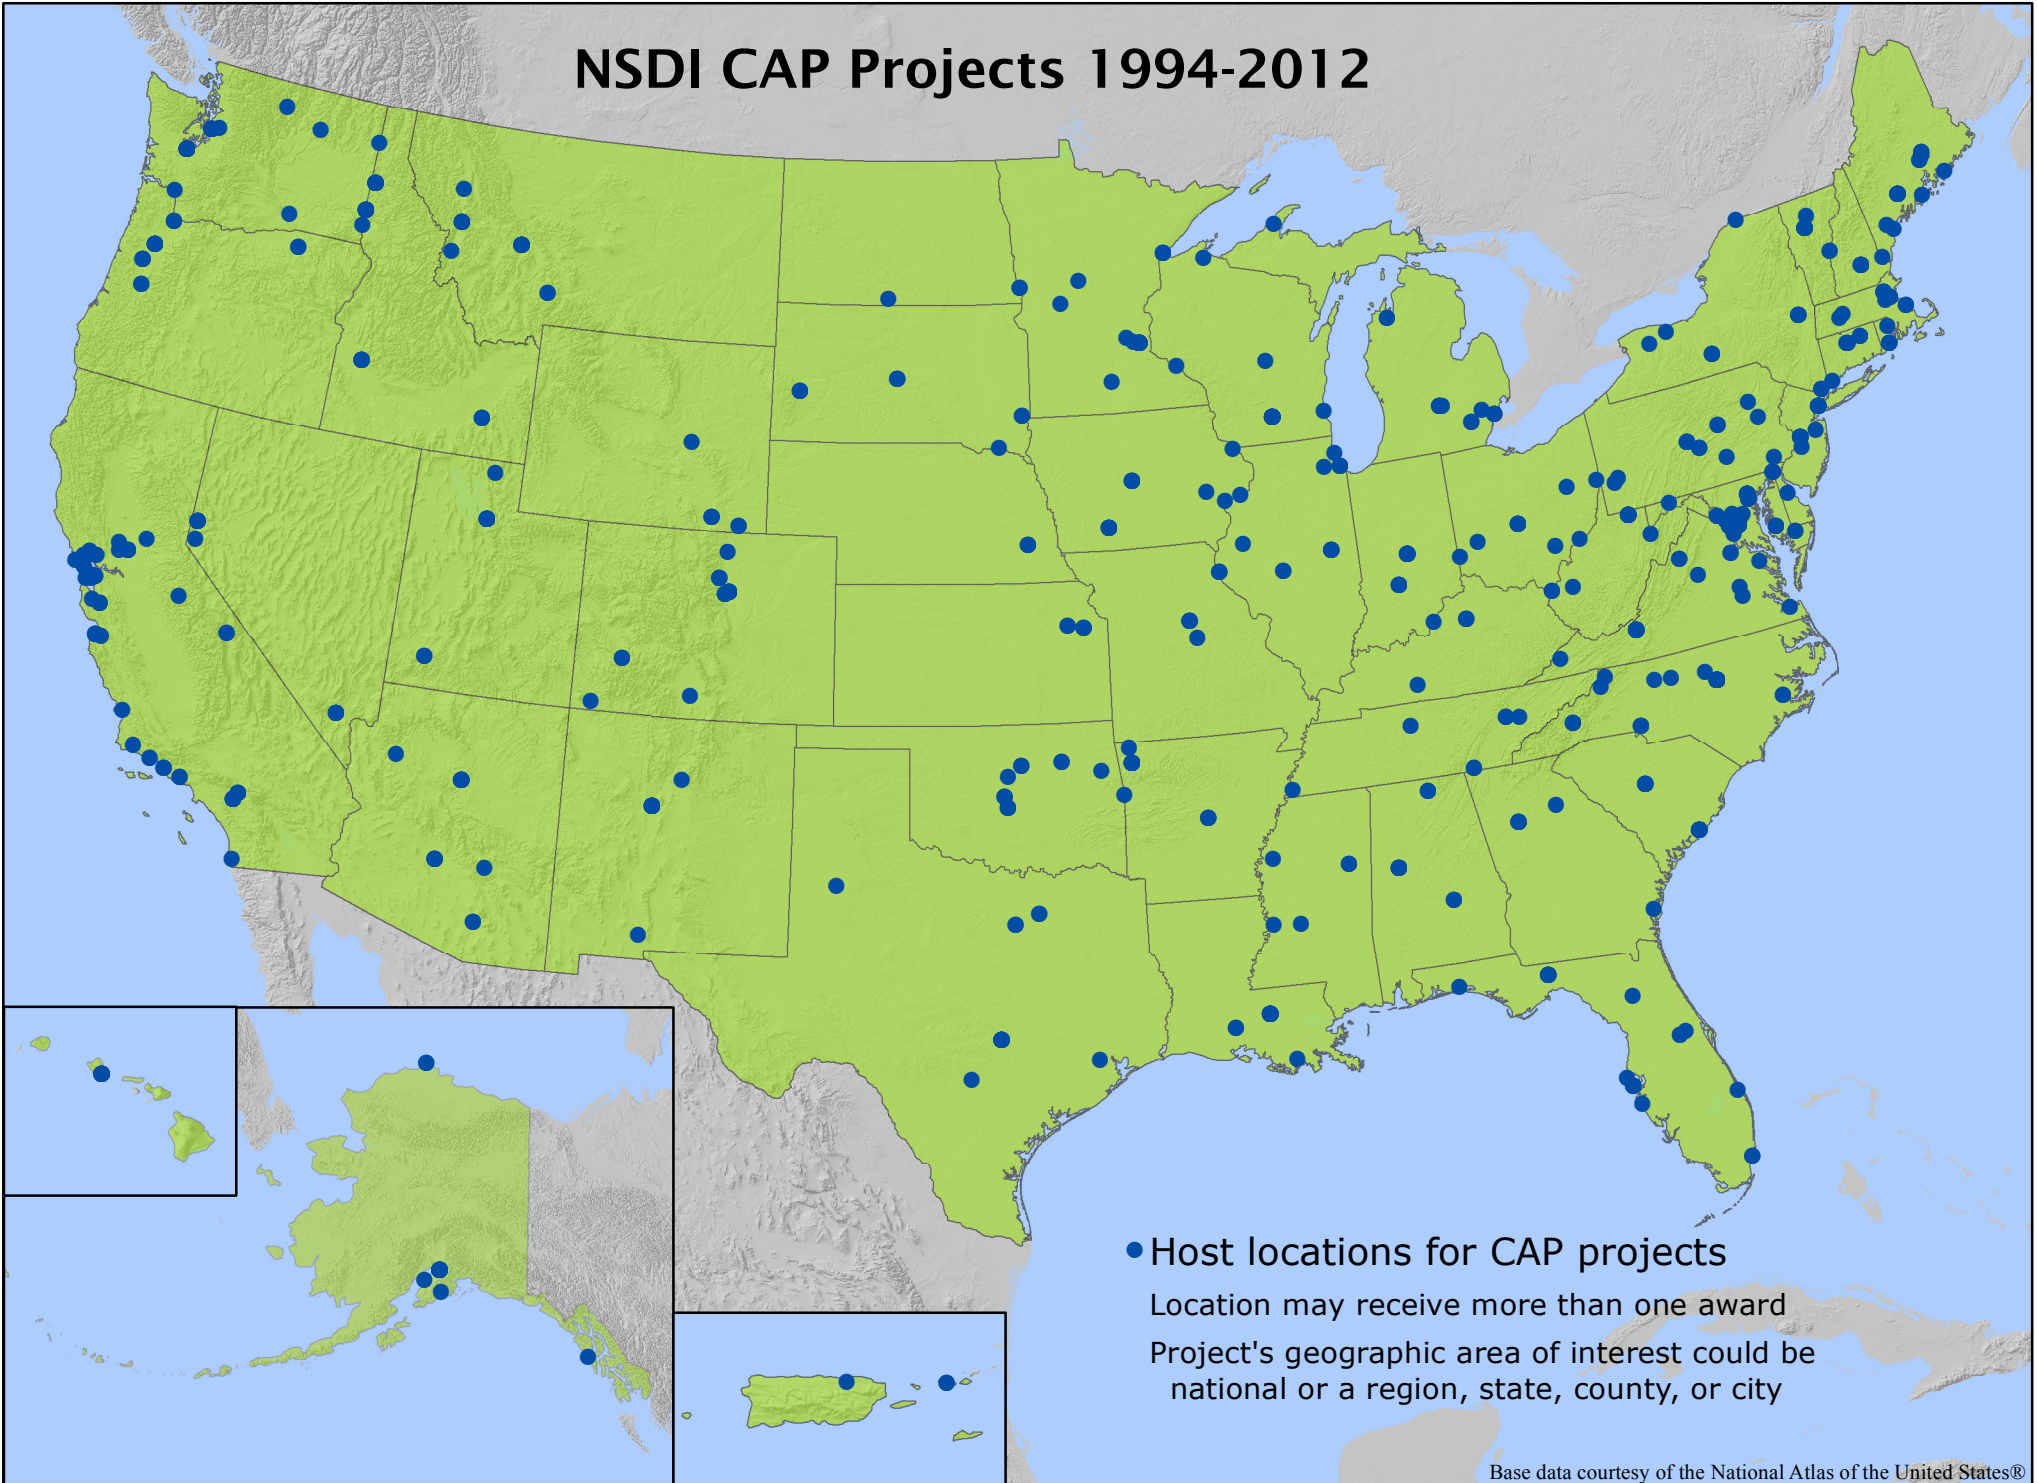 NSDI CAP Projects 1994-2012
Host locations for CAP projects
Location may receive more than one award
Project's geographic area of interest could be
national or a region, state, county, or city
Base data courtesy of the National Atlas of the United States®